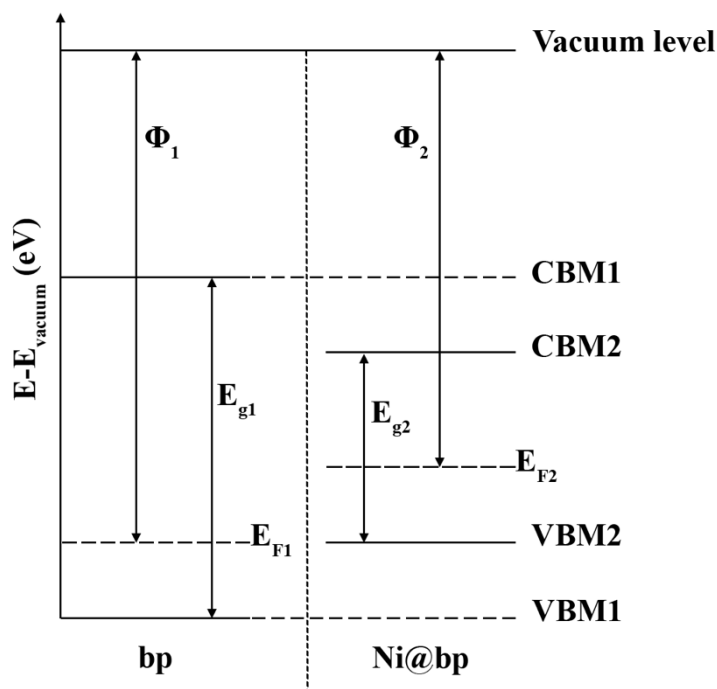 Vacuum level
Φ1
Φ2
E-Evacuum (eV)
CBM1
CBM2
Eg1
Eg2
EF2
EF1
VBM2
VBM1
bp
Ni@bp